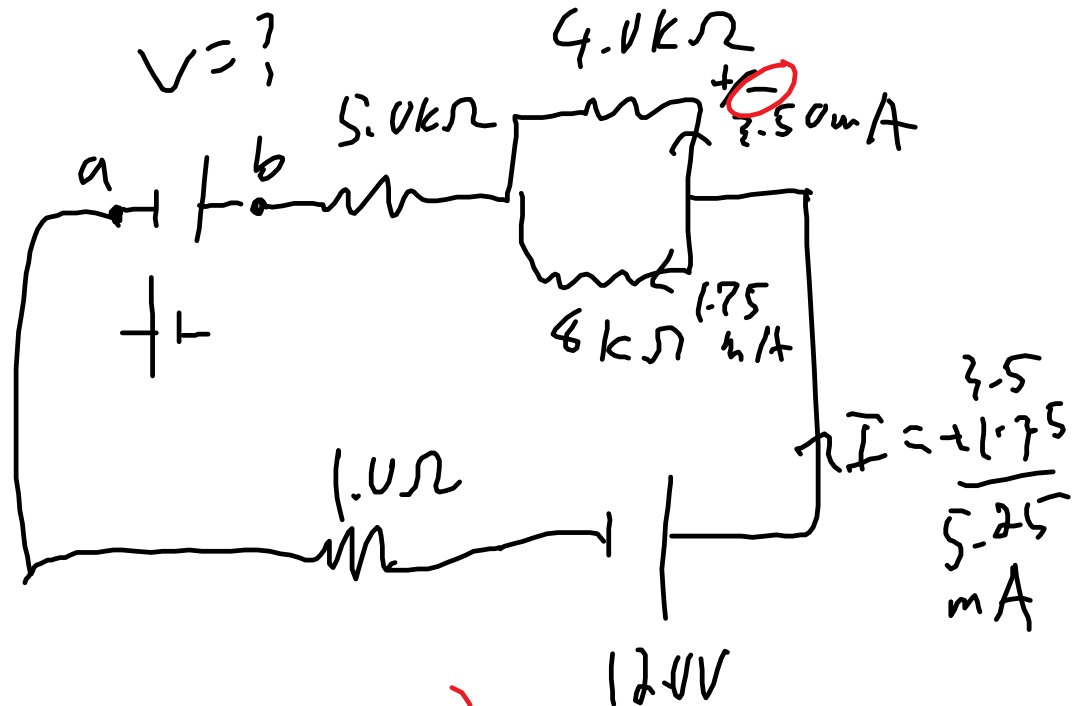 V = ?
4.0kΩ
+ -
5.0kΩ
3.50mA
a
b
1.75
mA
8kΩ
3.5
I = +1.75
5.25
mA
1.0Ω
12.0V